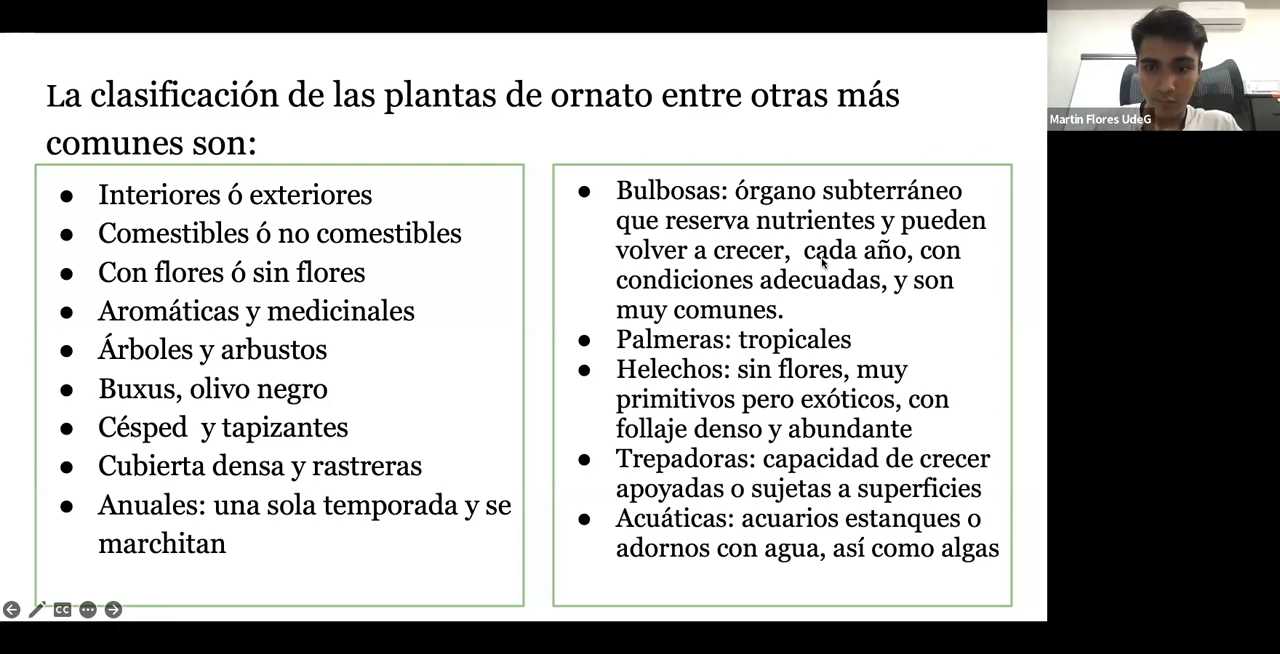 La clasificación de las plantas de ornato entre otras más
comunes son:
● Interiores ó exteriores
● Comestibles ó no comestibles
● Con flores ó sin flores
● Aromáticas y medicinales
● Árboles y arbustos
● Buxus, olivo negro
● Césped  y tapizantes
● Cubierta densa y rastreras
● Anuales: una sola temporada y se
marchitan
● Bulbosas: órgano subterráneo
que reserva nutrientes y pueden
volver a crecer,  cada año, con
condiciones adecuadas, y son
muy comunes.
● Palmeras: tropicales
● Helechos: sin flores, muy
primitivos pero exóticos, con
follaje denso y abundante
● Trepadoras: capacidad de crecer
apoyadas o sujetas a superficies
● Acuáticas: acuarios estanques o
adornos con agua, así como algas
Martin Flores UdeG
CC